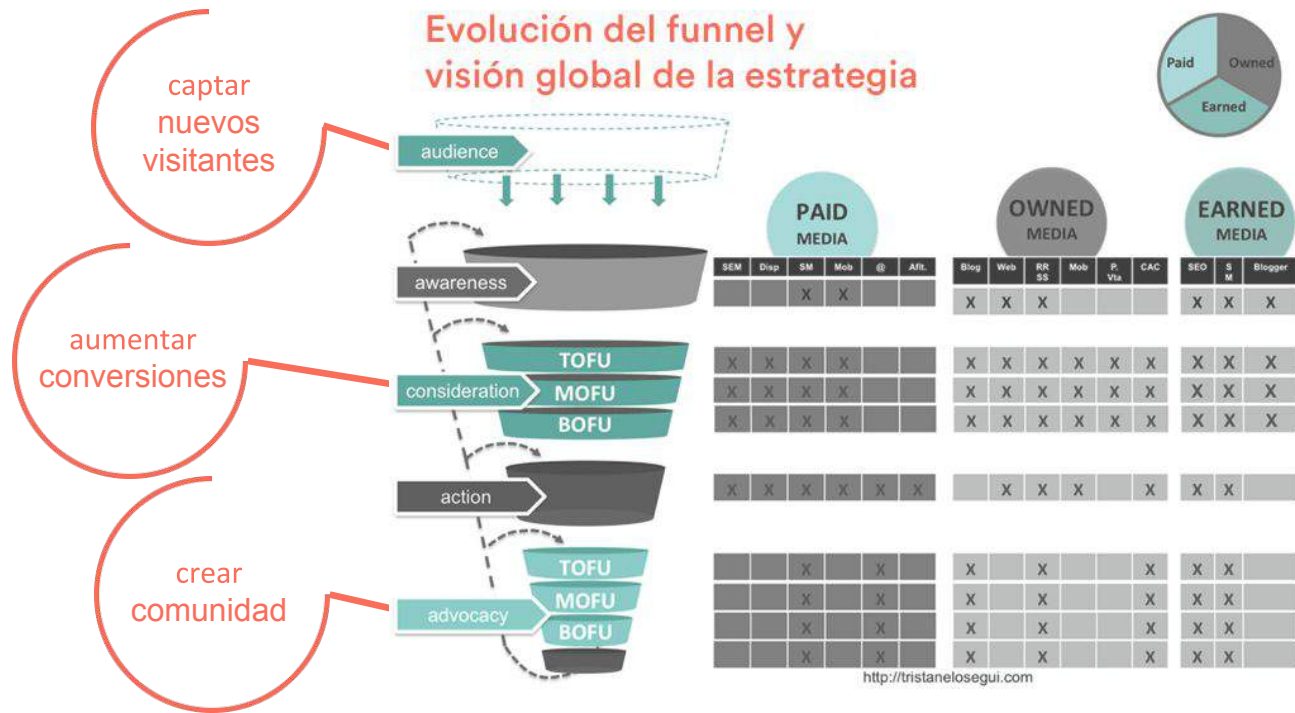 Evolución del funnel y
visión global de la estrategia
Paid
Owned
Earned
captar
nuevos
visitantes
audience
PAID
MEDIA
OWNED
MEDIA
EARNED
MEDIA
SEM Disp SM Mob @ Afit.
Blog Web RR SS Mob P. Vta CAC
SEO S M Blogger
awareness
X X
X X X
X X X
aumentar
conversiones
consideration
TOFU
X X X X
X X X X X X
X X X
MOFU
X X X X
X X X X X X
X X X
BOFU
X X X X
X X X X X X
X X X
action
X X X X X X
X X X X
X X
crear
comunidad
advocacy
TOFU
X X
X X X
X X
MOFU
X X
X X X
X X
BOFU
X X
X X X
X X
X X
X X X
X X
http://tristanelosegui.com